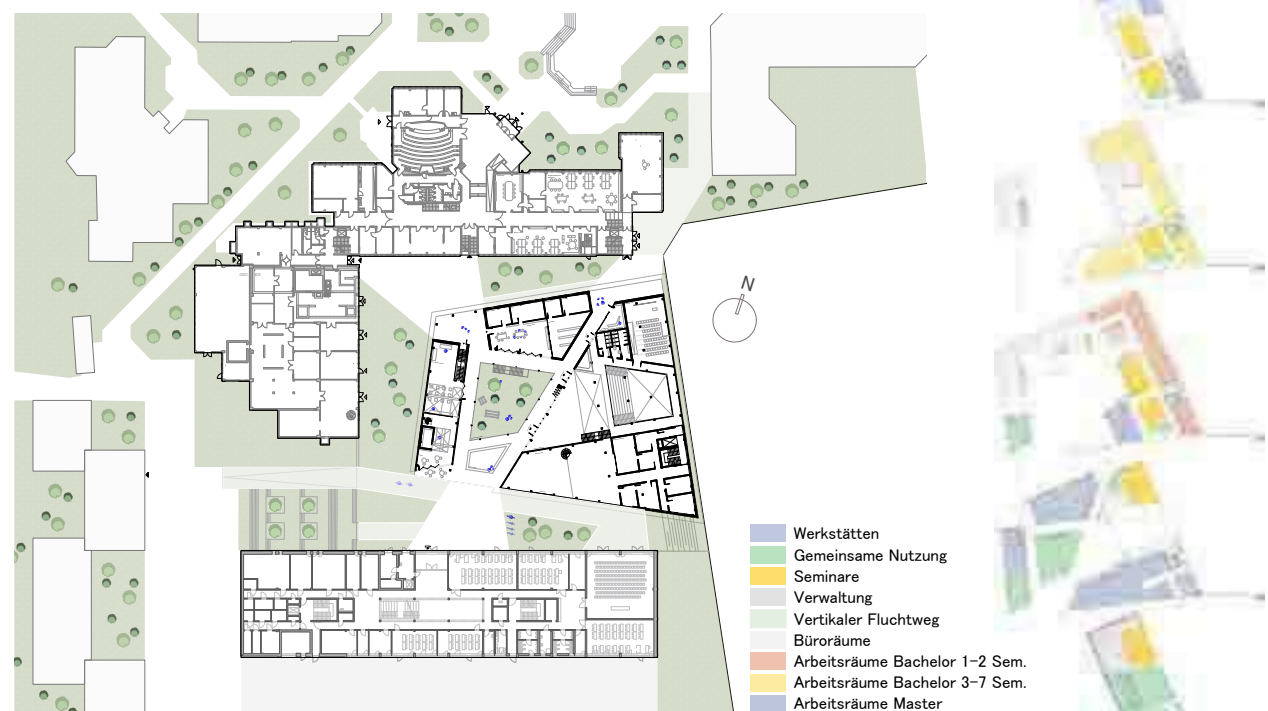 N
Werkstätten
Gemeinsame Nutzung
Seminare
Verwaltung
Vertikaler Fluchtweg
Büroräume
Arbeitsräume Bachelor 1-2 Sem.
Arbeitsräume Bachelor 3-7 Sem.
Arbeitsräume Master